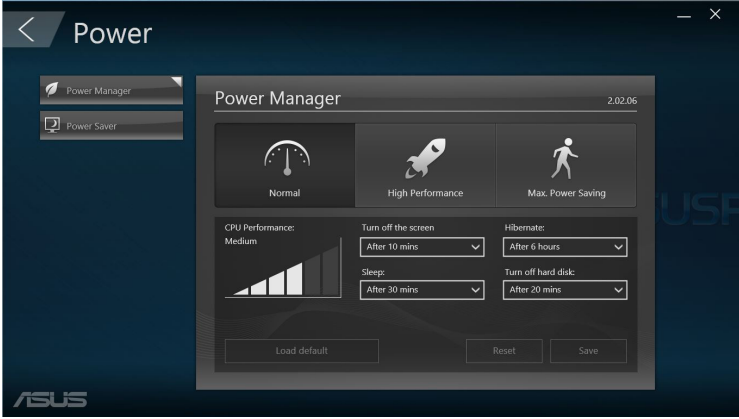 Power
Power Manager
Power Saver
Power Manager
2.02.06
Normal
High Performance
Max. Power Saving
CPU Performance:
Medium
Turn off the screen
After 10 mins
Hibernate:
After 6 hours
Sleep:
After 30 mins
Turn off hard disk:
After 20 mins
Load default
Reset
Save
ASUS